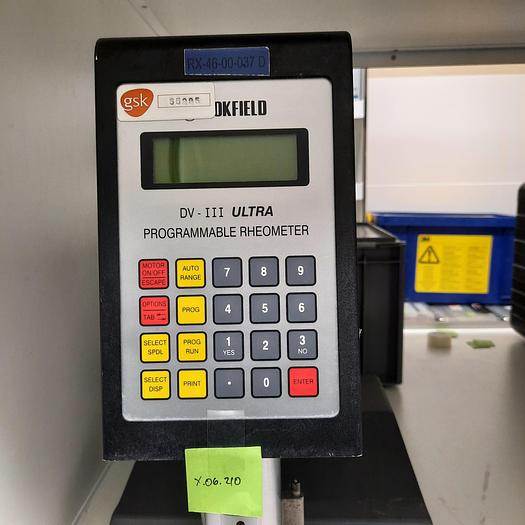 RX-46-00-037 D
gsk
OKFIELD
DV-III ULTRA
PROGRAMMABLE RHEOMETER
MOTOR ON/OFF ESCAPE
AUTO RANGE
7
8
9
OPTIONS TAB
PROG
4
5
6
SELECT SPDL
PROG RUN
1 YES
2
3 NO
SELECT DISP
PRINT
.
0
ENTER
X.06.210